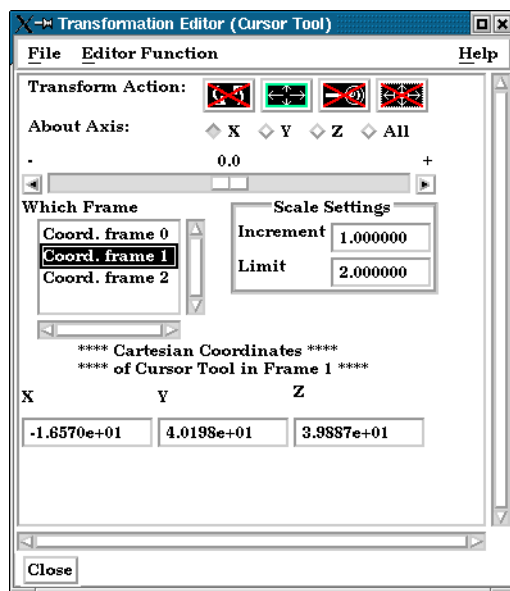 Transformation Editor (Cursor Tool)
File Editor Function Help
Transform Action:
About Axis: X Y Z All
- 0.0 +
Which Frame
Coord. frame 0
Coord. frame 1
Coord. frame 2
Scale Settings
Increment 1.000000
Limit 2.000000
**** Cartesian Coordinates ****
**** of Cursor Tool in Frame 1 ****
X Y Z
-1.6570e+01 4.0198e+01 3.9887e+01
Close